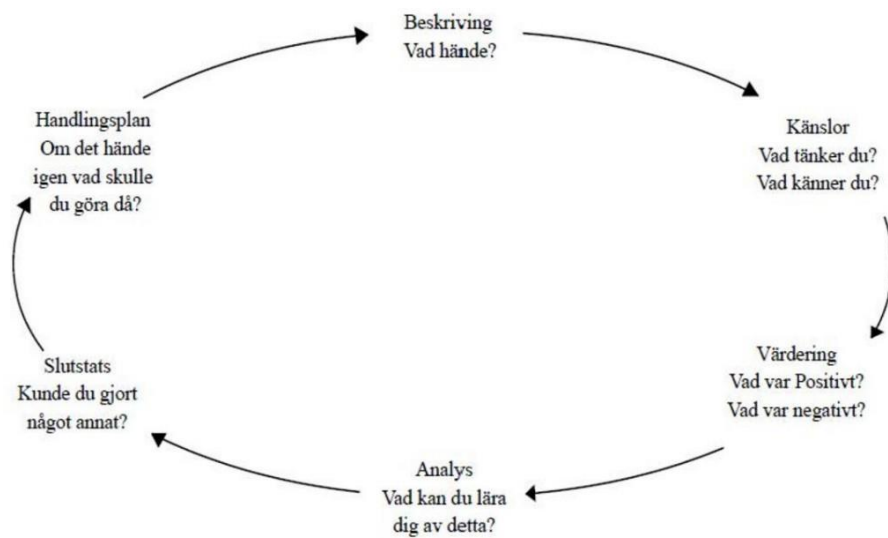 Beskriving
Vad hände?
Känslor
Vad tänker du?
Vad känner du?
Värdering
Vad var Positivt?
Vad var negativt?
Analys
Vad kan du lära
dig av detta?
Slutstats
Kunde du gjort
något annat?
Handlingsplan
Om det hände
igen vad skulle
du göra då?